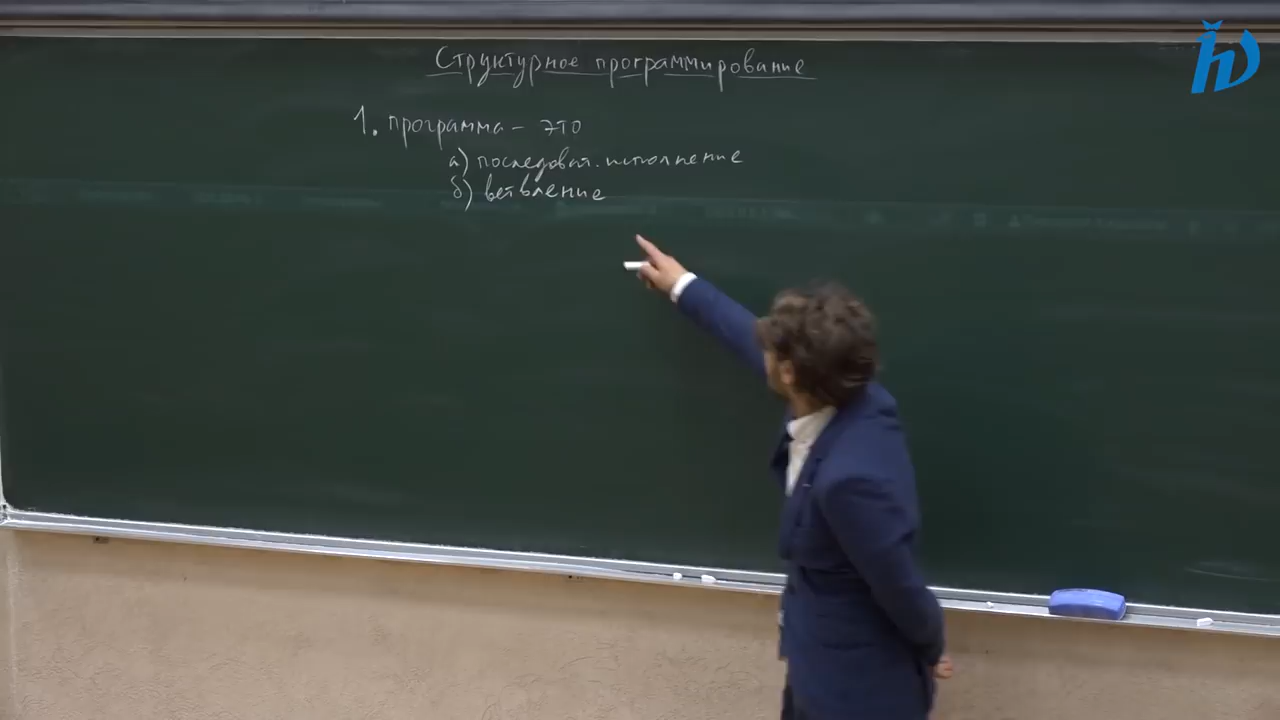 Структурное программирование
1. программа – это
а) последоват. исполнение
б) ветвление